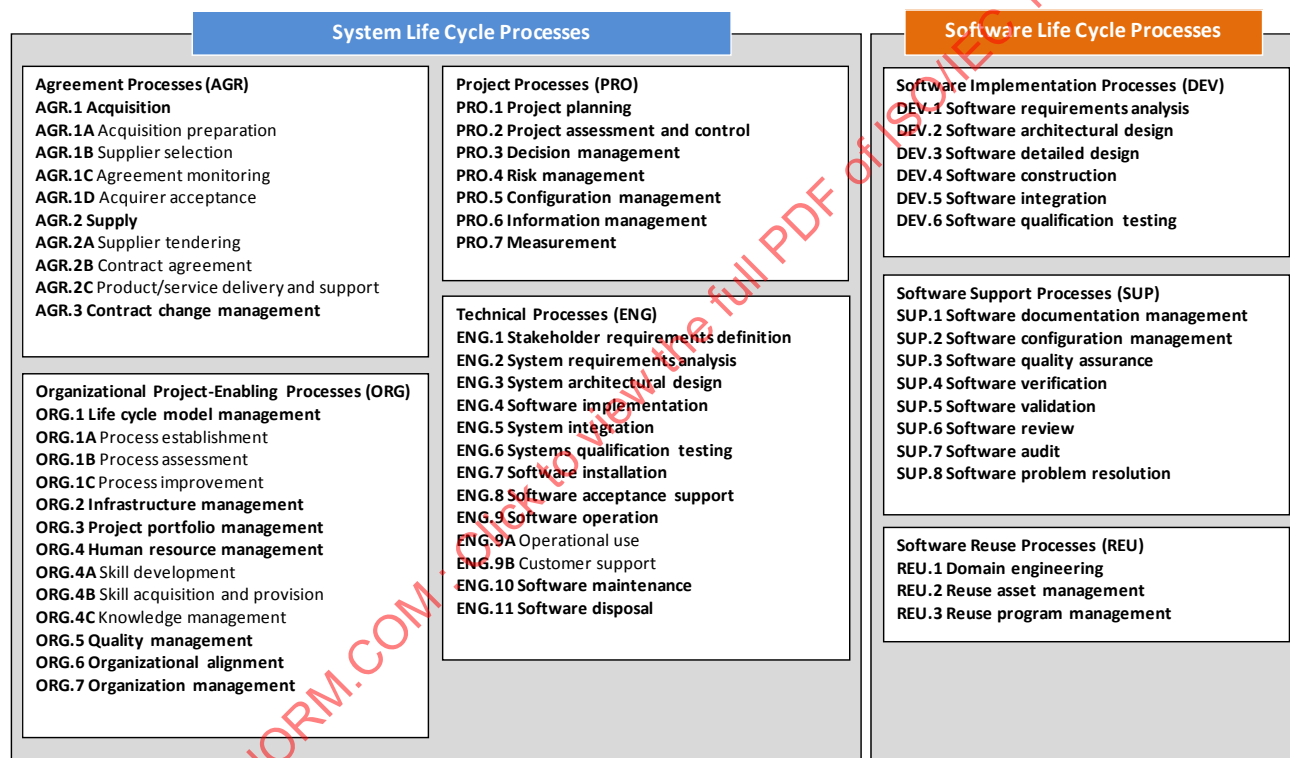 System Life Cycle Processes
Agreement Processes (AGR)
AGR.1 Acquisition
AGR.1A Acquisition preparation
AGR.1B Supplier selection
AGR.1C Agreement monitoring
AGR.1D Acquirer acceptance
AGR.2 Supply
AGR.2A Supplier tendering
AGR.2B Contract agreement
AGR.2C Product/service delivery and support
AGR.3 Contract change management
Organizational Project-Enabling Processes (ORG)
ORG.1 Life cycle model management
ORG.1A Process establishment
ORG.1B Process assessment
ORG.1C Process improvement
ORG.2 Infrastructure management
ORG.3 Project portfolio management
ORG.4 Human resource management
ORG.4A Skill development
ORG.4B Skill acquisition and provision
ORG.4C Knowledge management
ORG.5 Quality management
ORG.6 Organizational alignment
ORG.7 Organization management
Project Processes (PRO)
PRO.1 Project planning
PRO.2 Project assessment and control
PRO.3 Decision management
PRO.4 Risk management
PRO.5 Configuration management
PRO.6 Information management
PRO.7 Measurement
Technical Processes (ENG)
ENG.1 Stakeholder requirements definition
ENG.2 System requirements analysis
ENG.3 System architectural design
ENG.4 Software implementation
ENG.5 System integration
ENG.6 Systems qualification testing
ENG.7 Software installation
ENG.8 Software acceptance support
ENG.9 Software operation
ENG.9A Operational use
ENG.9B Customer support
ENG.10 Software maintenance
ENG.11 Software disposal
Software Life Cycle Processes
Software Implementation Processes (DEV)
DEV.1 Software requirements analysis
DEV.2 Software architectural design
DEV.3 Software detailed design
DEV.4 Software construction
DEV.5 Software integration
DEV.6 Software qualification testing
Software Support Processes (SUP)
SUP.1 Software documentation management
SUP.2 Software configuration management
SUP.3 Software quality assurance
SUP.4 Software verification
SUP.5 Software validation
SUP.6 Software review
SUP.7 Software audit
SUP.8 Software problem resolution
Software Reuse Processes (REU)
REU.1 Domain engineering
REU.2 Reuse asset management
REU.3 Reuse program management
NORM.COM : Click to view the full PDF of ISO/IEC